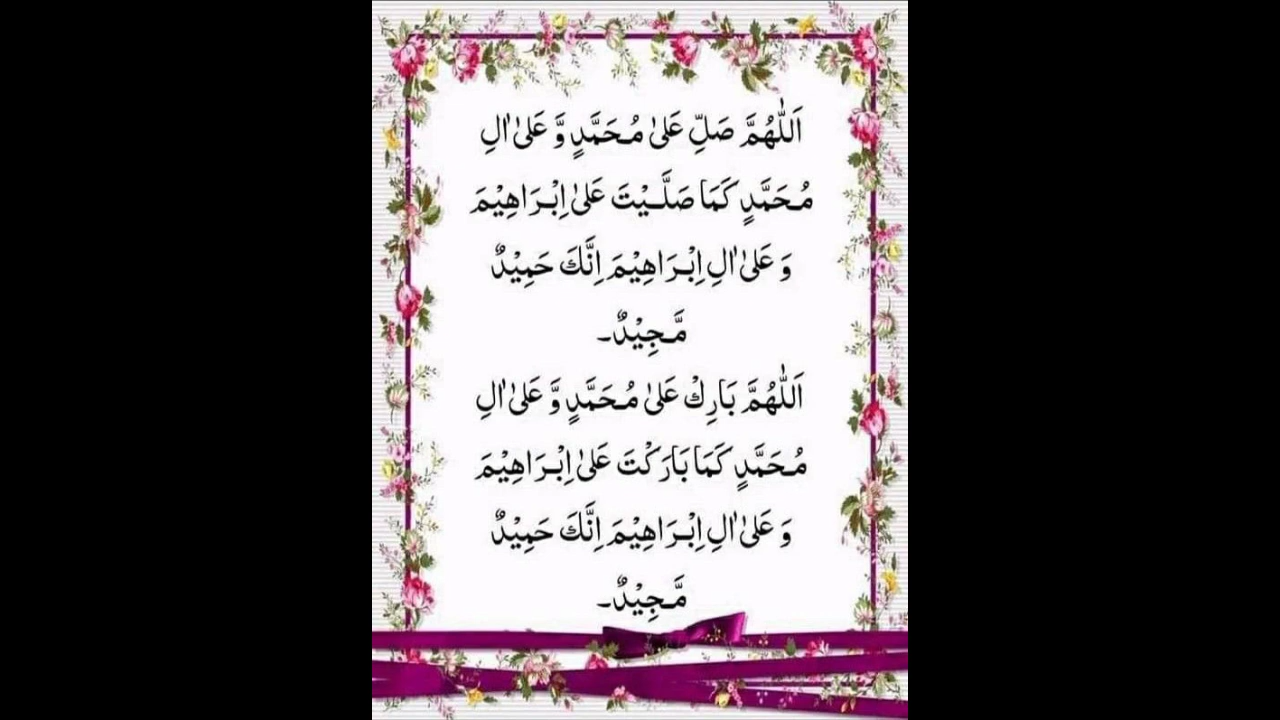 اَللّٰهُمَّ صَلِّ عَلٰى مُحَمَّدٍ وَّ عَلٰى اٰلِ
مُحَمَّدٍ كَمَا صَلَّيْتَ عَلٰى اِبْرَاهِيْمَ
وَ عَلٰى اٰلِ اِبْرَاهِيْمَ اِنَّكَ حَمِيْدٌ
مَّجِيْدٌ۔
اَللّٰهُمَّ بَارِكْ عَلٰى مُحَمَّدٍ وَّ عَلٰى اٰلِ
مُحَمَّدٍ كَمَا بَارَكْتَ عَلٰى اِبْرَاهِيْمَ
وَ عَلٰى اٰلِ اِبْرَاهِيْمَ اِنَّكَ حَمِيْدٌ
مَّجِيْدٌ۔